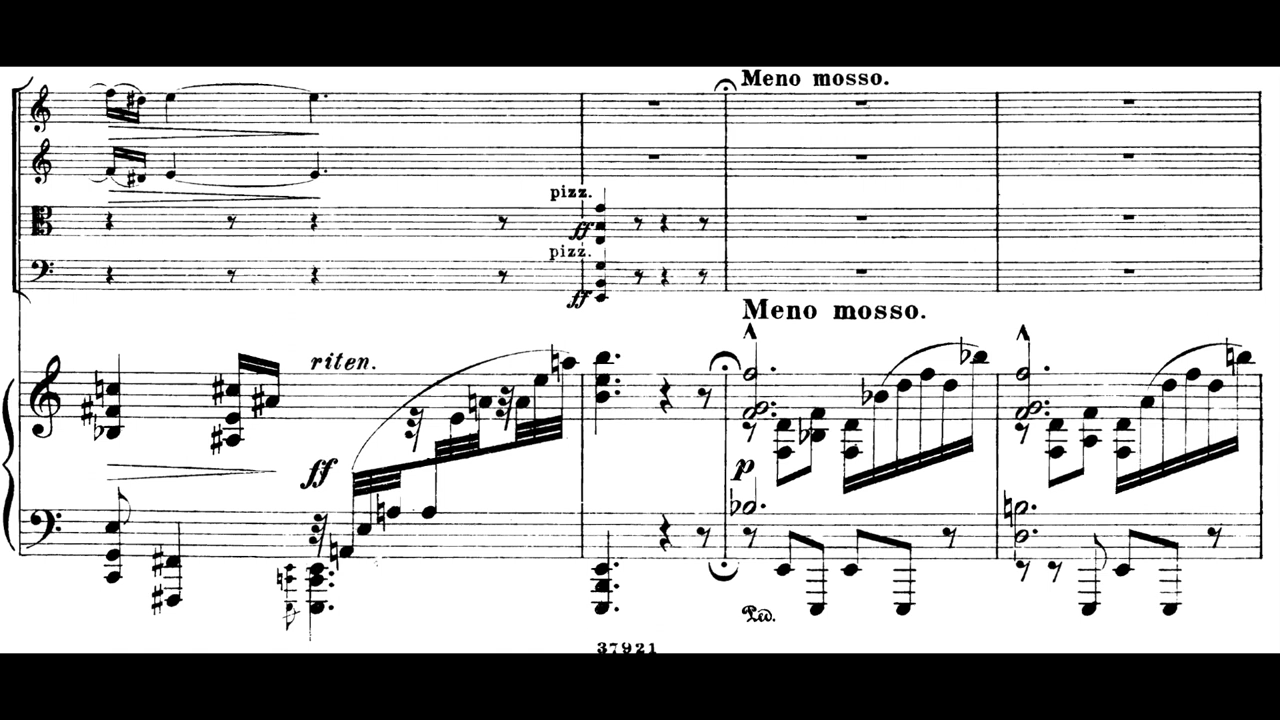 Meno mosso.
pizz.
ff
pizz.
ff
Meno mosso.
riten.
ff
p
Ped.
37921